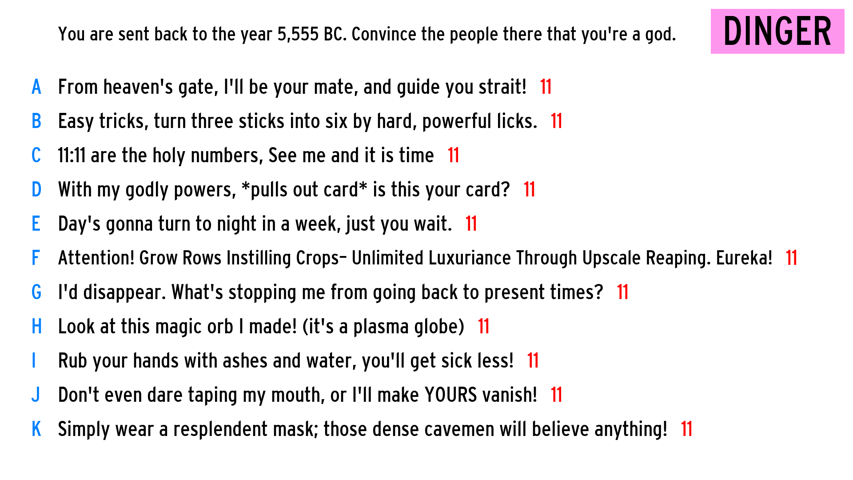 You are sent back to the year 5,555 BC. Convince the people there that you're a god.
DINGER
A From heaven's gate, I'll be your mate, and guide you strait! 11
B Easy tricks, turn three sticks into six by hard, powerful licks. 11
C 11:11 are the holy numbers, See me and it is time 11
D With my godly powers, *pulls out card* is this your card? 11
E Day's gonna turn to night in a week, just you wait. 11
F Attention! Grow Rows Instilling Crops- Unlimited Luxuriance Through Upscale Reaping. Eureka! 11
G I'd disappear. What's stopping me from going back to present times? 11
H Look at this magic orb I made! (it's a plasma globe) 11
I Rub your hands with ashes and water, you'll get sick less! 11
J Don't even dare taping my mouth, or I'll make YOURS vanish! 11
K Simply wear a resplendent mask; those dense cavemen will believe anything! 11